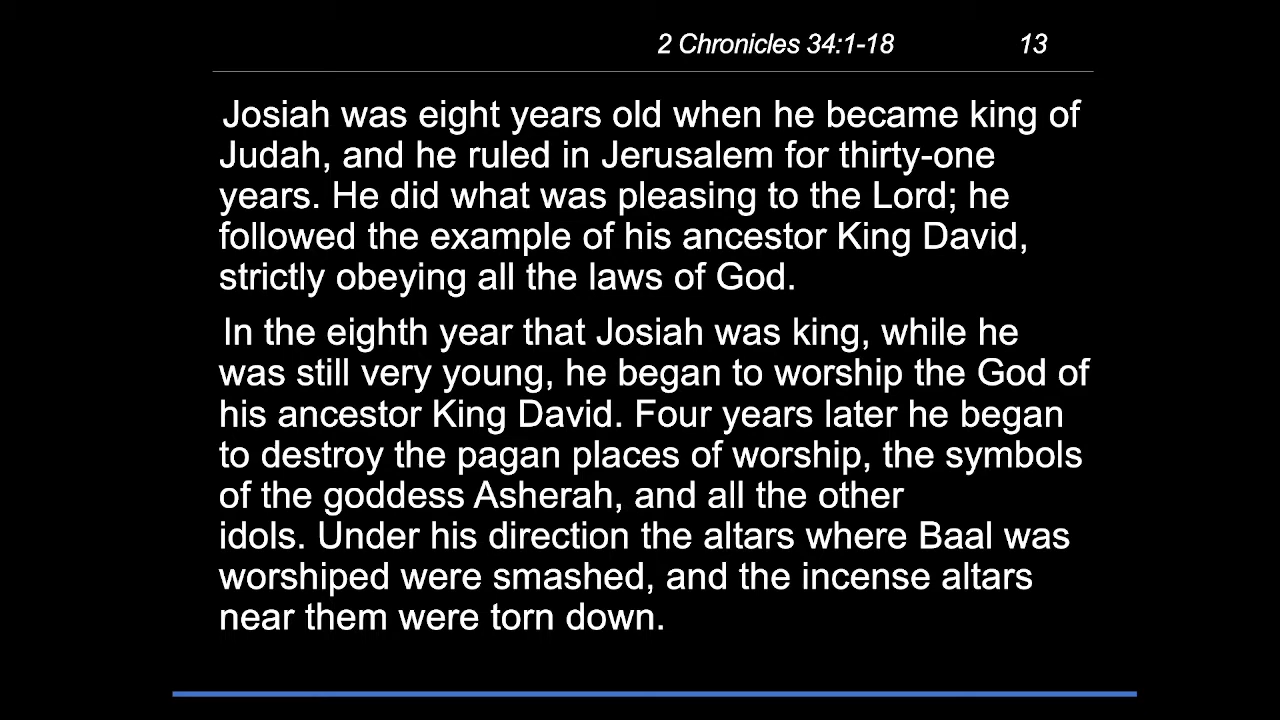 2 Chronicles 34:1-18 13
Josiah was eight years old when he became king of
Judah, and he ruled in Jerusalem for thirty-one
years. He did what was pleasing to the Lord; he
followed the example of his ancestor King David,
strictly obeying all the laws of God.
In the eighth year that Josiah was king, while he
was still very young, he began to worship the God of
his ancestor King David. Four years later he began
to destroy the pagan places of worship, the symbols
of the goddess Asherah, and all the other
idols. Under his direction the altars where Baal was
worshiped were smashed, and the incense altars
near them were torn down.